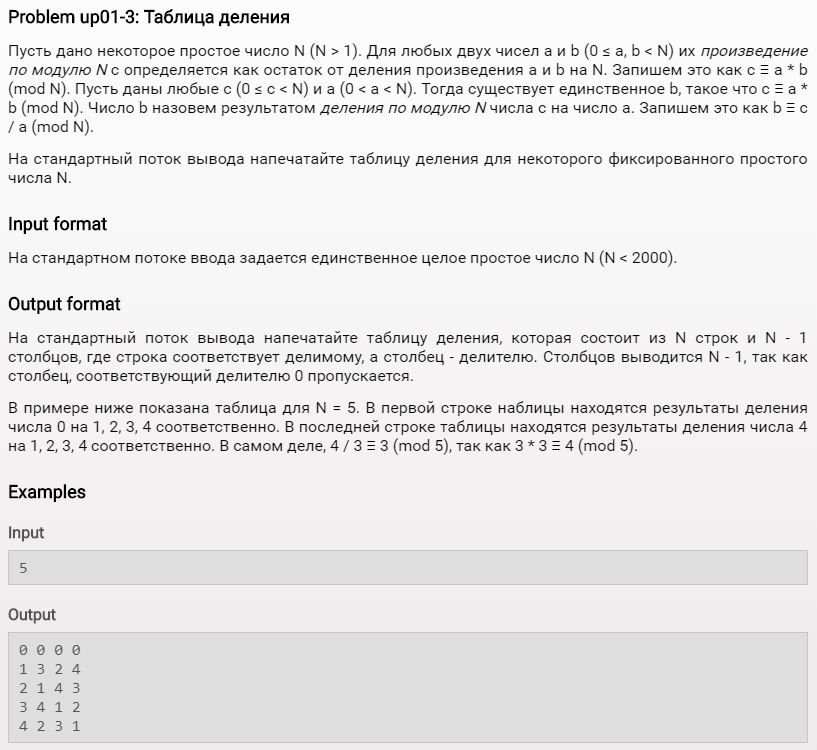 Problem up01-3: Таблица деления
Пусть дано некоторое простое число N (N > 1). Для любых двух чисел a и b (0 ≤ a, b < N) их произведение
по модулю N c определяется как остаток от деления произведения a и b на N. Запишем это как c ≡ a * b
(mod N). Пусть даны любые c (0 ≤ c < N) и a (0 < a < N). Тогда существует единственное b, такое что c ≡ a *
b (mod N). Число b назовем результатом деления по модулю N числа c на число a. Запишем это как b ≡ c
/ a (mod N).
На стандартный поток вывода напечатайте таблицу деления для некоторого фиксированного простого
числа N.
Input format
На стандартном потоке ввода задается единственное целое простое число N (N < 2000).
Output format
На стандартный поток вывода напечатайте таблицу деления, которая состоит из N строк и N - 1
столбцов, где строка соответствует делимому, а столбец - делителю. Столбцов выводится N - 1, так как
столбец, соответствующий делителю 0 пропускается.
В примере ниже показана таблица для N = 5. В первой строке наблицы находятся результаты деления
числа 0 на 1, 2, 3, 4 соответственно. В последней строке таблицы находятся результаты деления числа 4
на 1, 2, 3, 4 соответственно. В самом деле, 4 / 3 ≡ 3 (mod 5), так как 3 * 3 ≡ 4 (mod 5).
Examples
Input
5
Output
0 0 0 0
1 3 2 4
2 1 4 3
3 4 1 2
4 2 3 1